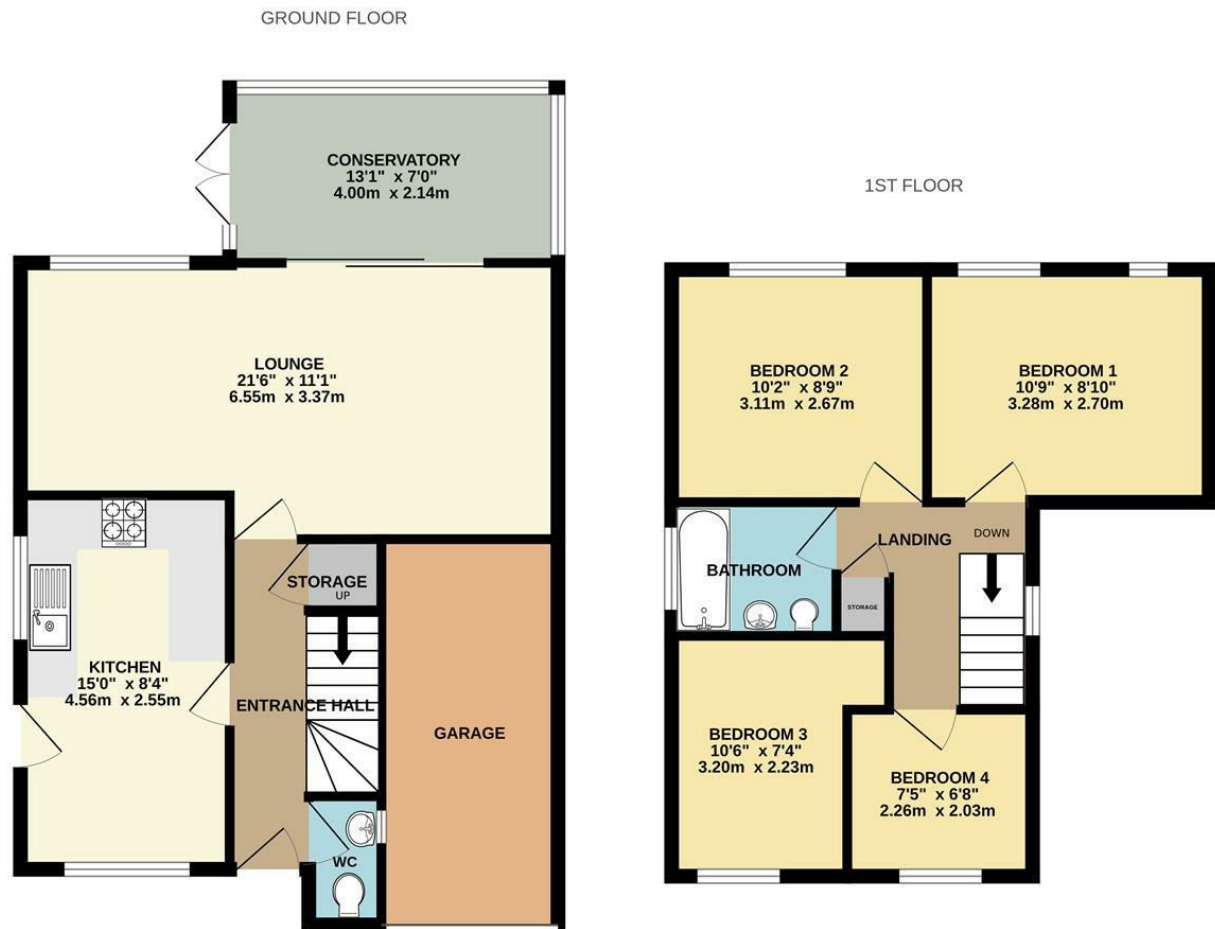 GROUND FLOOR
CONSERVATORY
13'1" x 7'0"
4.00m x 2.14m
LOUNGE
21'6" x 11'1"
6.55m x 3.37m
STORAGE
UP
KITCHEN
15'0" x 8'4"
4.56m x 2.55m
ENTRANCE HALL
GARAGE
WC
1ST FLOOR
BEDROOM 2
10'2" x 8'9"
3.11m x 2.67m
BEDROOM 1
10'9" x 8'10"
3.28m x 2.70m
LANDING
DOWN
BATHROOM
STORAGE
BEDROOM 3
10'6" x 7'4"
3.20m x 2.23m
BEDROOM 4
7'5" x 6'8"
2.26m x 2.03m